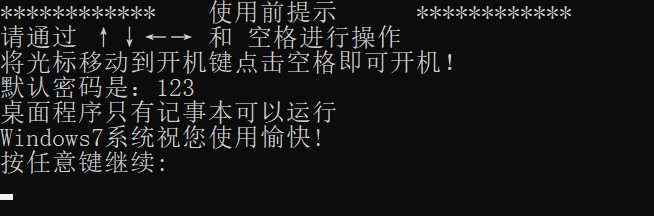 ************    使用前提示      ************
请通过 ↑↓←→ 和 空格进行操作
将光标移动到开机键点击空格即可开机!
默认密码是: 123
桌面程序只有记事本可以运行
Windows7系统祝您使用愉快!
按任意键继续: